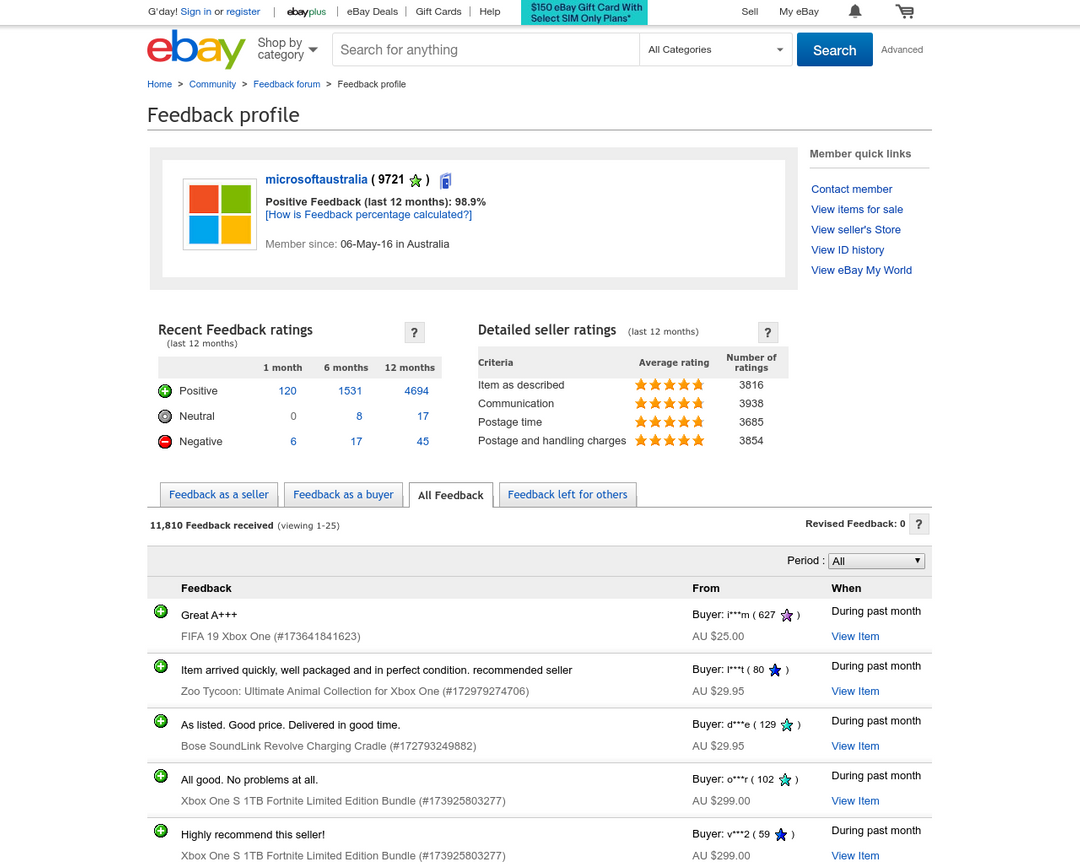 G'day! Sign in or register | ebayplus | eBay Deals | Gift Cards | Help
$150 eBay Gift Card With
Select SIM Only Plans*
Sell My eBay
ebay
Shop by
category
Search for anything
All Categories
Search
Advanced
Home > Community > Feedback forum > Feedback profile
Feedback profile
microsoftaustralia ( 9721 )
Positive Feedback (last 12 months): 98.9%
[How is Feedback percentage calculated?]
Member since: 06-May-16 in Australia
Member quick links
Contact member
View items for sale
View seller's Store
View ID history
View eBay My World
Recent Feedback ratings
(last 12 months)
?
1 month 6 months 12 months
Positive 120 1531 4694
Neutral 0 8 17
Negative 6 17 45
Detailed seller ratings (last 12 months)
?
Criteria Average rating Number of ratings
Item as described 3816
Communication 3938
Postage time 3685
Postage and handling charges 3854
Feedback as a seller Feedback as a buyer All Feedback Feedback left for others
11,810 Feedback received (viewing 1-25)
Revised Feedback: 0 ?
Period : All
Feedback From When
Great A+++ Buyer: i***m ( 627 ) During past month
FIFA 19 Xbox One (#173641841623) AU $25.00 View Item
Item arrived quickly, well packaged and in perfect condition. recommended seller Buyer: l***t ( 80 ) During past month
Zoo Tycoon: Ultimate Animal Collection for Xbox One (#172979274706) AU $29.95 View Item
As listed. Good price. Delivered in good time. Buyer: d***e ( 129 ) During past month
Bose SoundLink Revolve Charging Cradle (#172793249882) AU $29.95 View Item
All good. No problems at all. Buyer: o***r ( 102 ) During past month
Xbox One S 1TB Fortnite Limited Edition Bundle (#173925803277) AU $299.00 View Item
Highly recommend this seller! Buyer: v***2 ( 59 ) During past month
Xbox One S 1TB Fortnite Limited Edition Bundle (#173925803277) AU $299.00 View Item